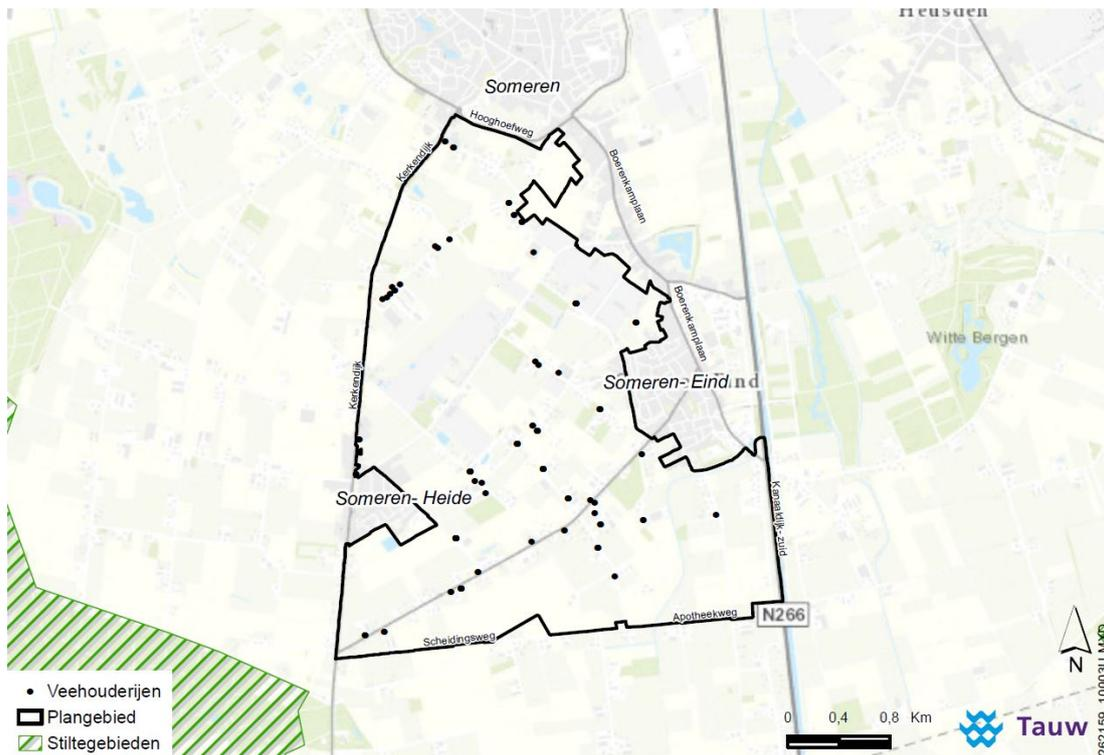 Heusden
Someren
Hooghoefweg
Kerkendijk
Boerenkamplaan
Boerenkamplaan
Witte Bergen
Kerkendijk
Someren-Eind
Eind
Someren-Heide
Kanaaldijk-zuid
Apotheekweg
N266
Scheidingsweg
Veehouderijen
Plangebied
Stiltegebieden
0 0,4 0,8 Km
Tauw
N